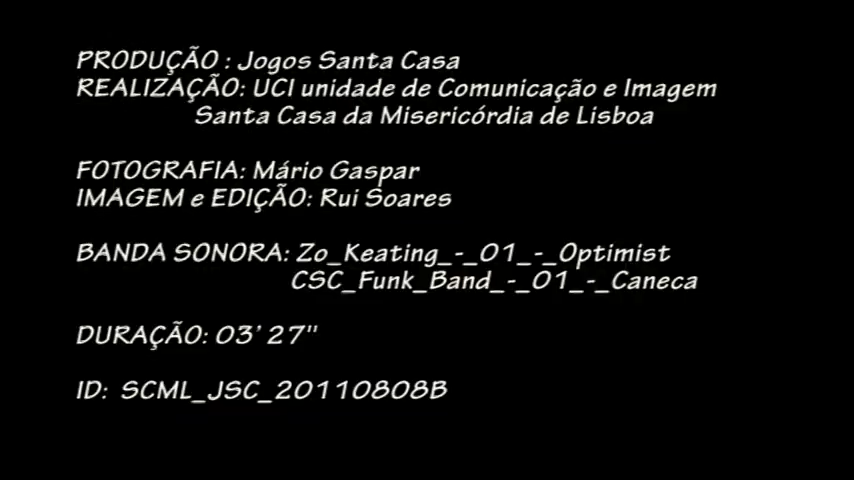 PRODUÇÃO : Jogos Santa Casa
REALIZAÇÃO: UCI unidade de Comunicação e Imagem
Santa Casa da Misericórdia de Lisboa
FOTOGRAFIA: Mário Gaspar
IMAGEM e EDIÇÃO: Rui Soares
BANDA SONORA: Zo_Keating_-_01_-_Optimist
CSC_Funk_Band_-_01_-_Caneca
DURAÇÃO: 03' 27"
ID: SCML_JSC_20110808B